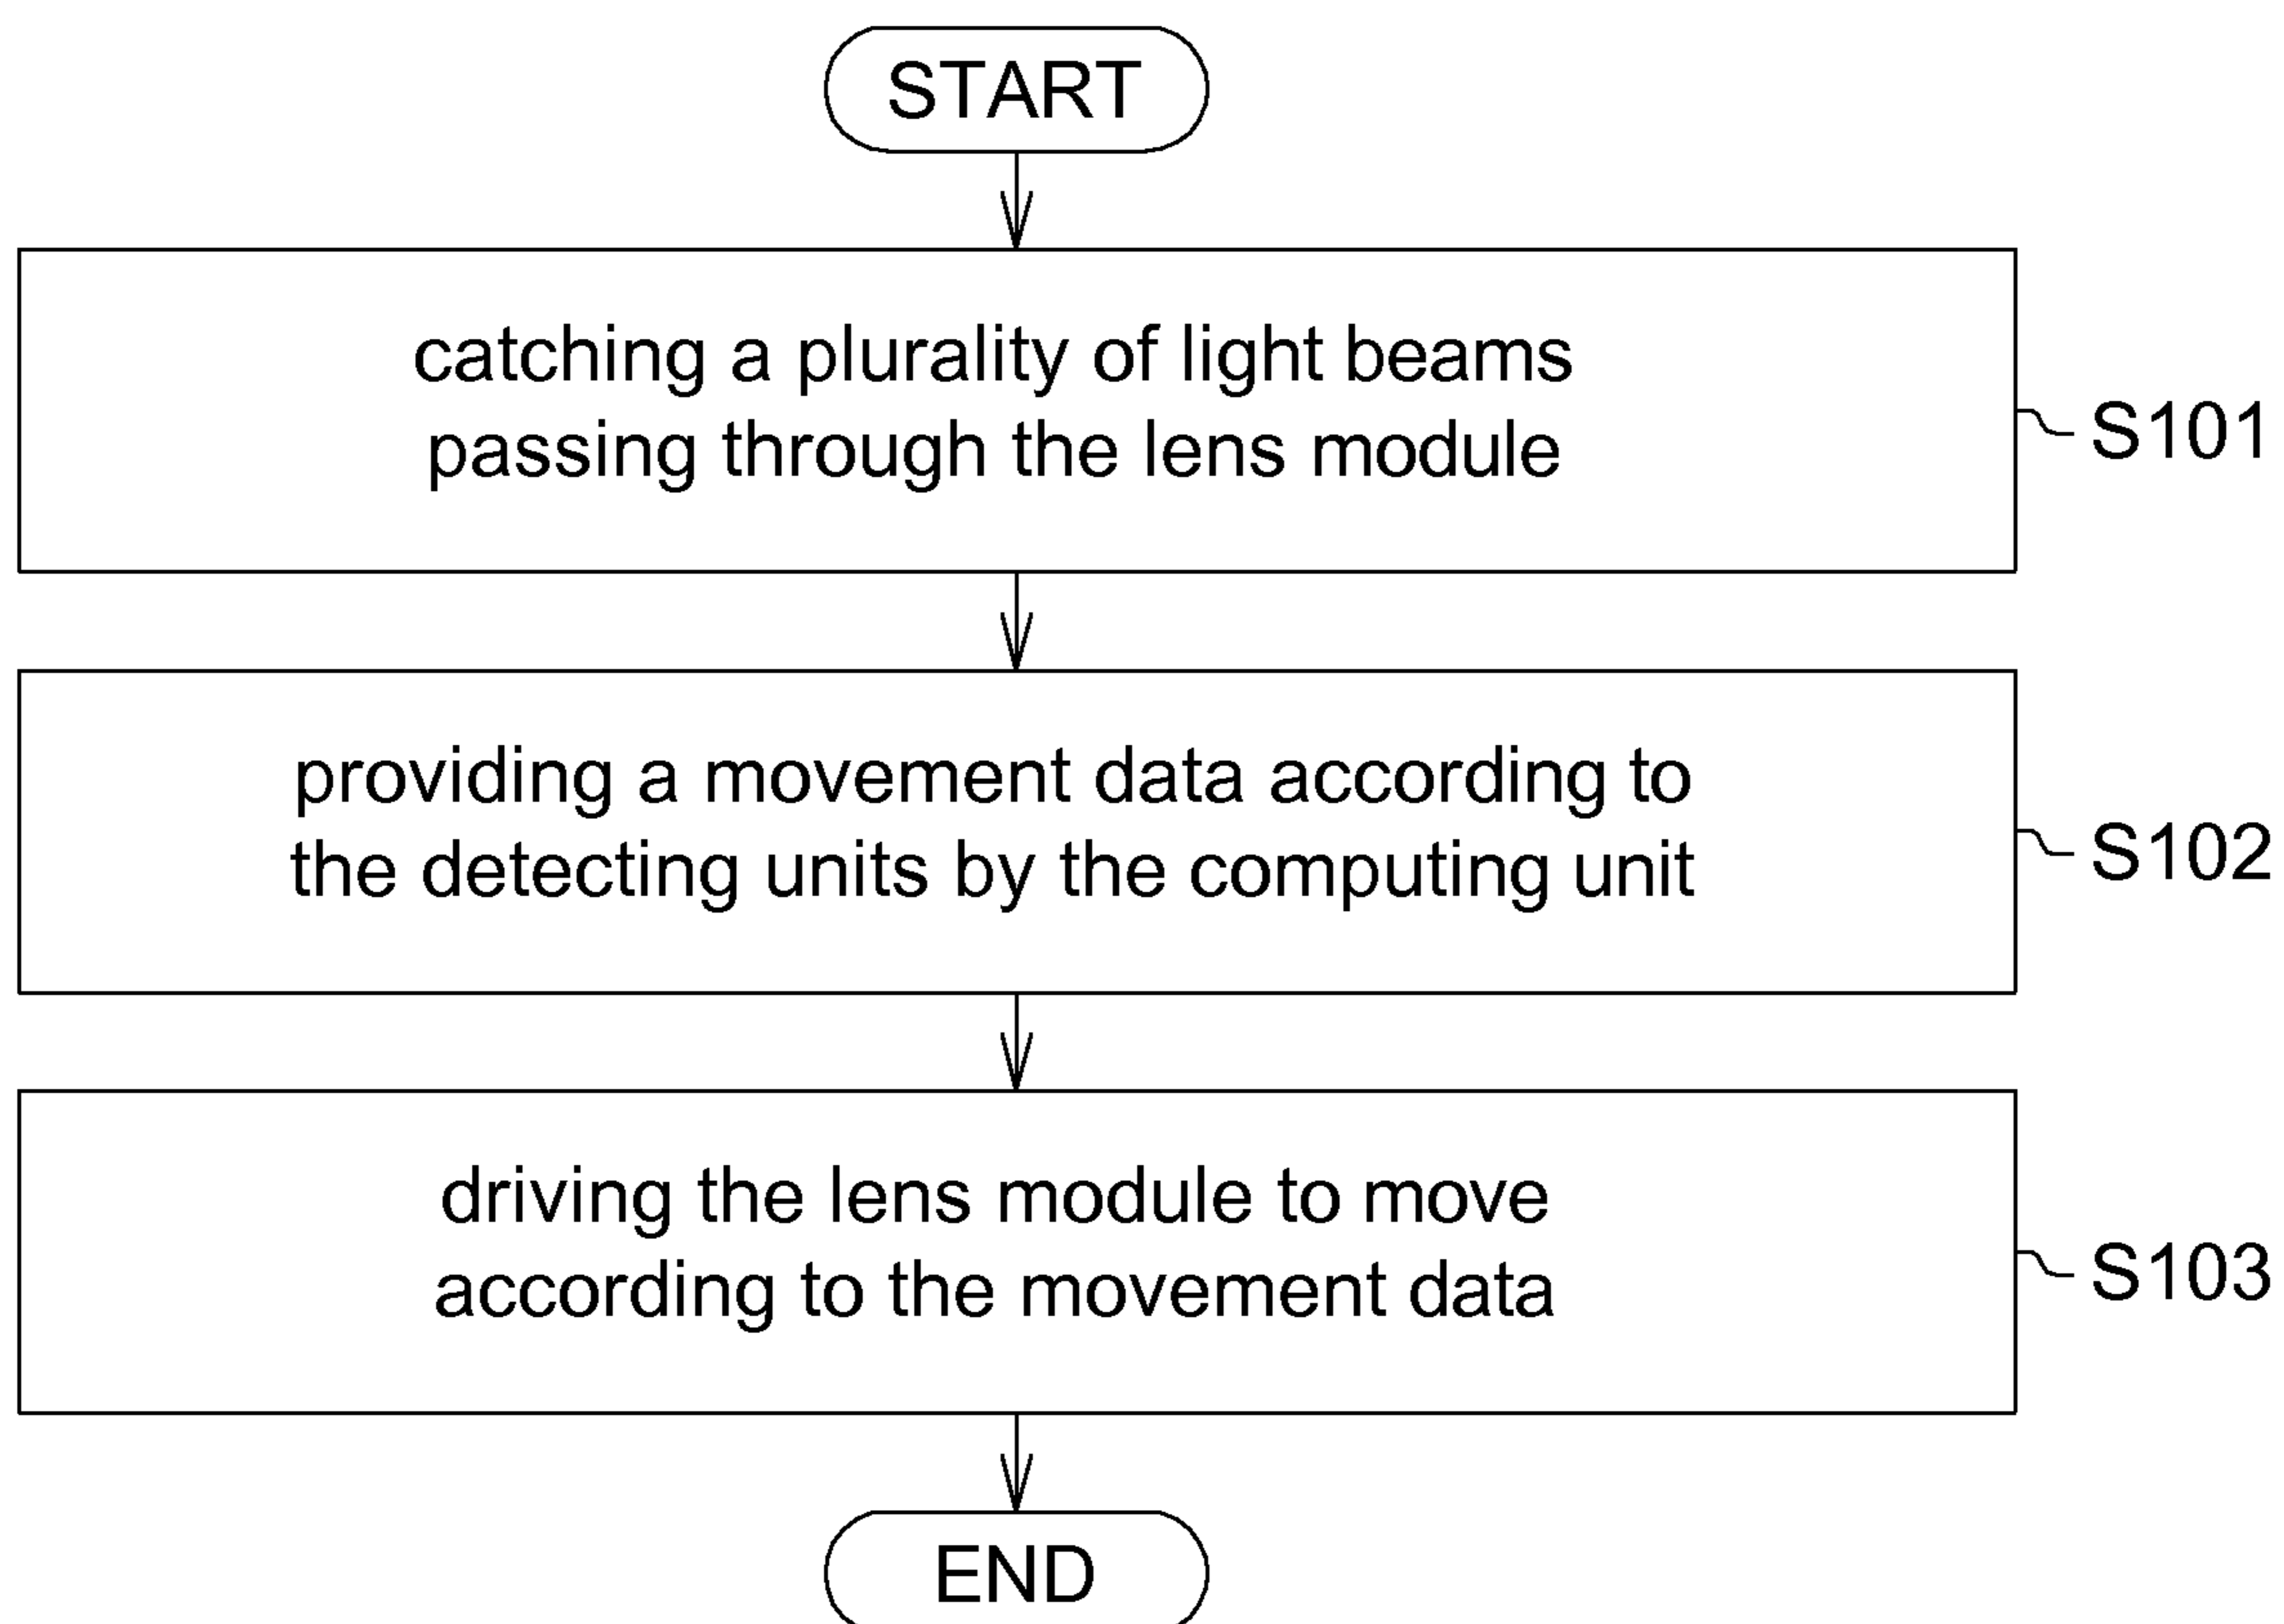 START
catching a plurality of light beams
passing through the lens module
S101
providing a movement data according to
the detecting units by the computing unit
S102
driving the lens module to move
according to the movement data
S103
END